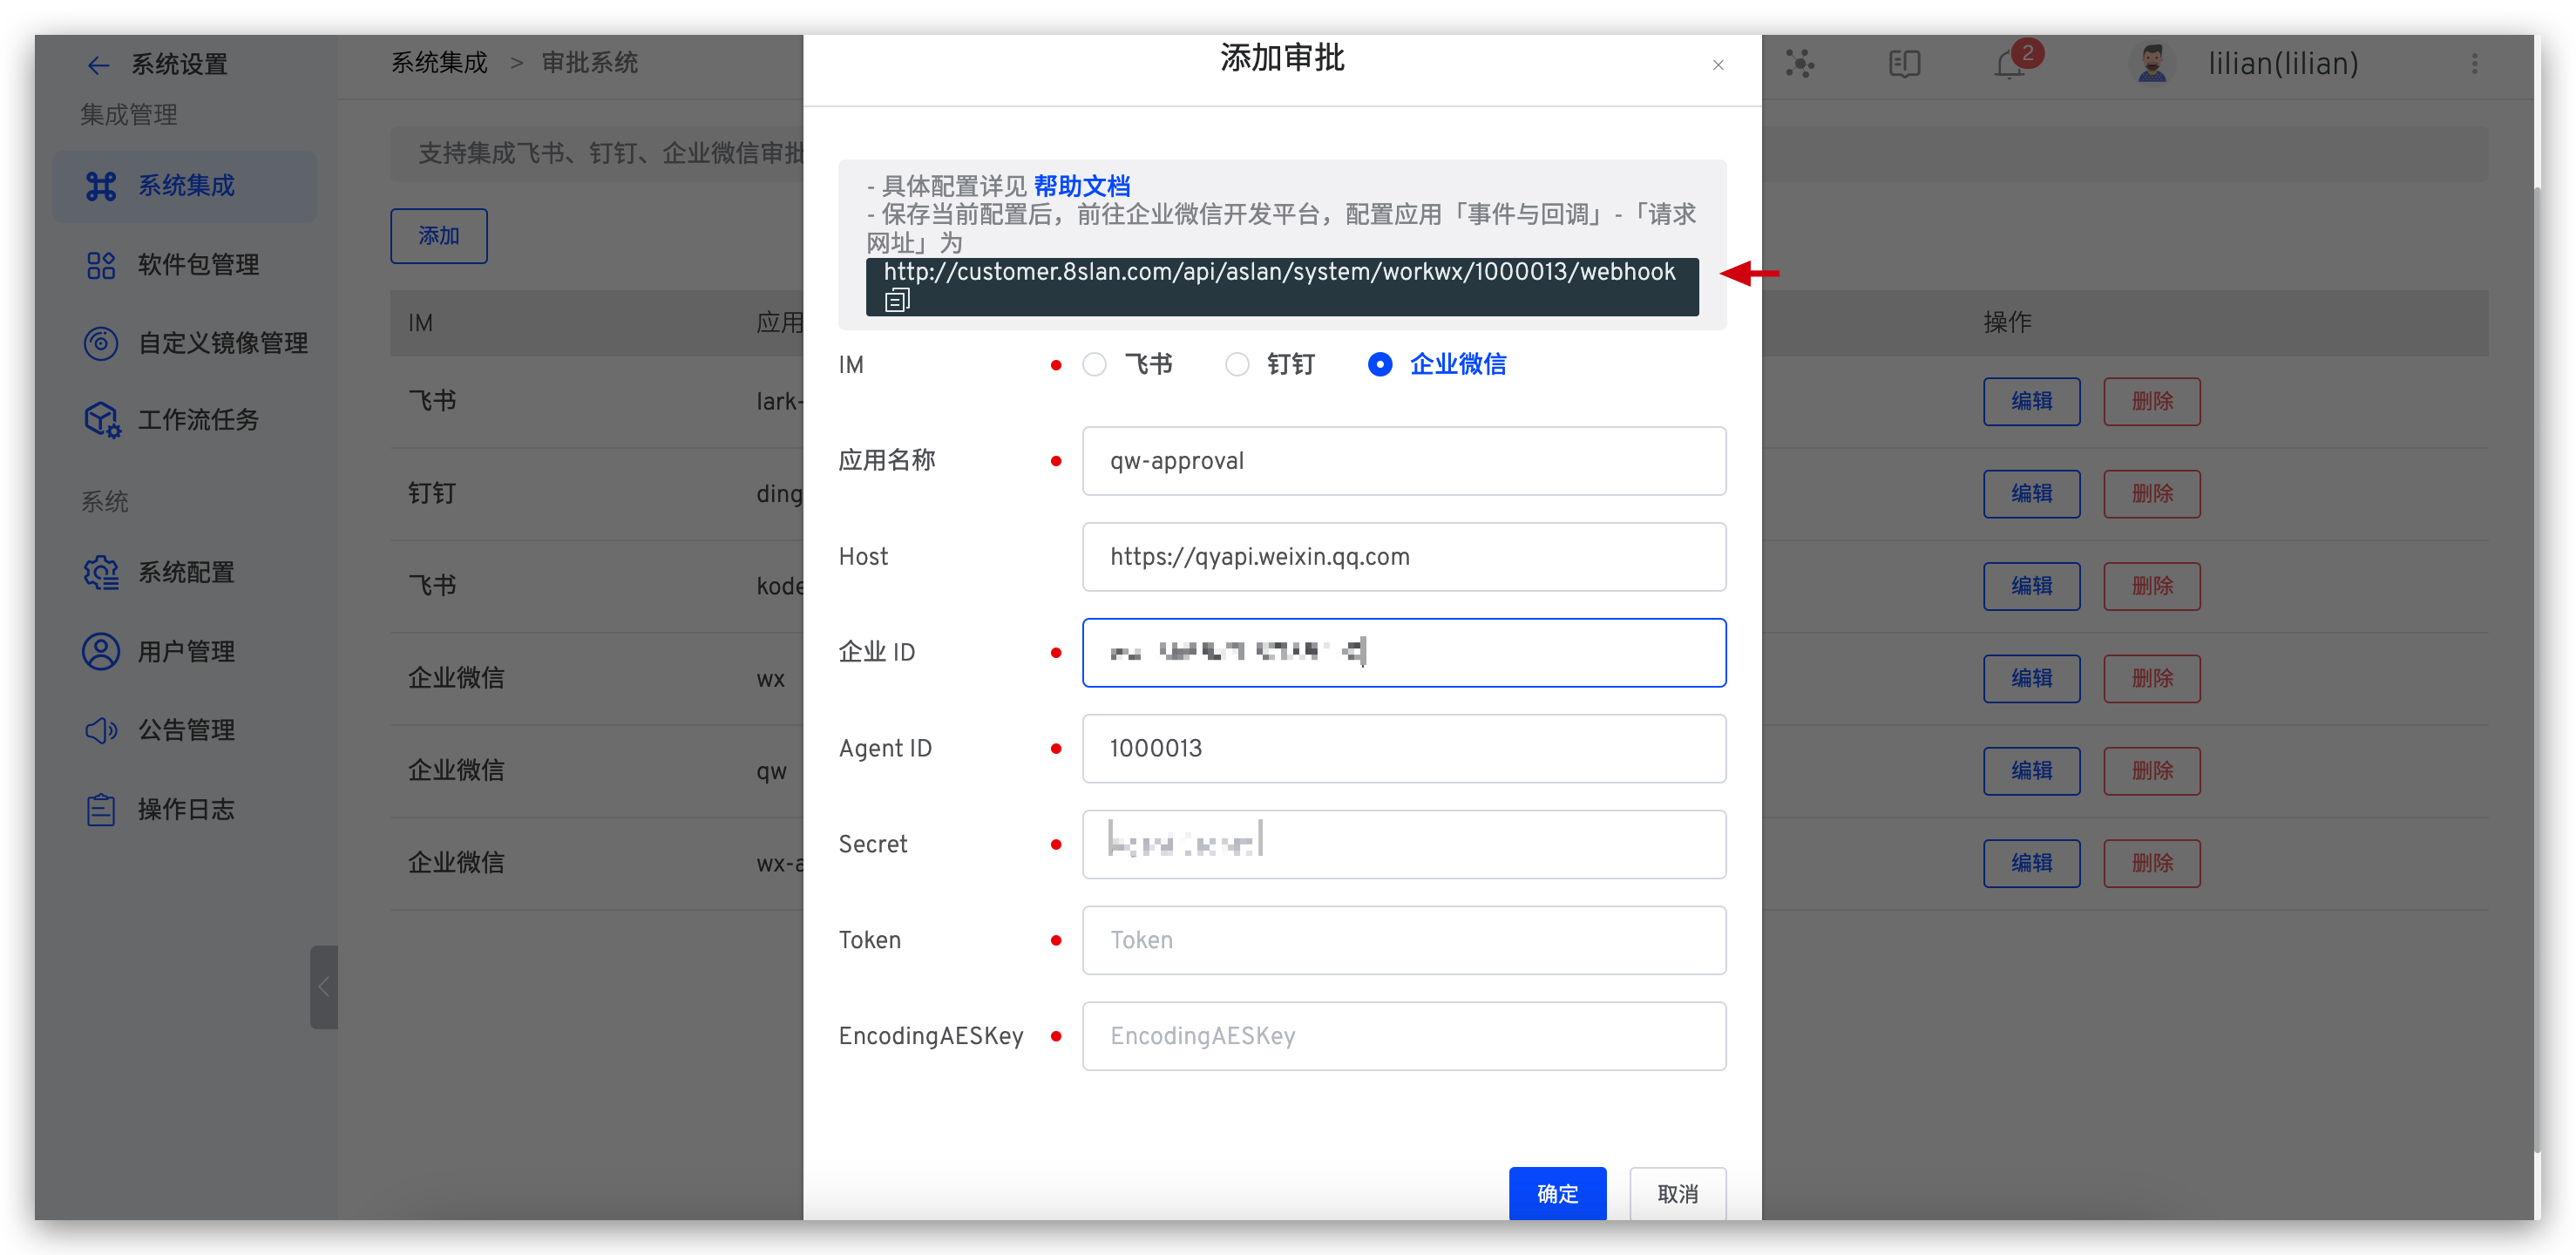 系统设置
集成管理
系统集成
软件包管理
自定义镜像管理
工作流任务
系统
系统配置
用户管理
公告管理
操作日志
系统集成 > 审批系统
2
lilian(lilian)
支持集成飞书、钉钉、企业微信审批
添加
IM 应用 操作
飞书 lark- 编辑 删除
钉钉 ding 编辑 删除
飞书 kode 编辑 删除
企业微信 wx 编辑 删除
企业微信 qw 编辑 删除
企业微信 wx-a 编辑 删除
添加审批
- 具体配置详见 帮助文档
- 保存当前配置后，前往企业微信开发平台，配置应用「事件与回调」-「请求
网址」为
http://customer.8slan.com/api/aslan/system/workwx/1000013/webhook
IM 飞书 钉钉 企业微信
应用名称 qw-approval
Host https://qyapi.weixin.qq.com
企业 ID
Agent ID 1000013
Secret
Token Token
EncodingAESKey EncodingAESKey
确定 取消